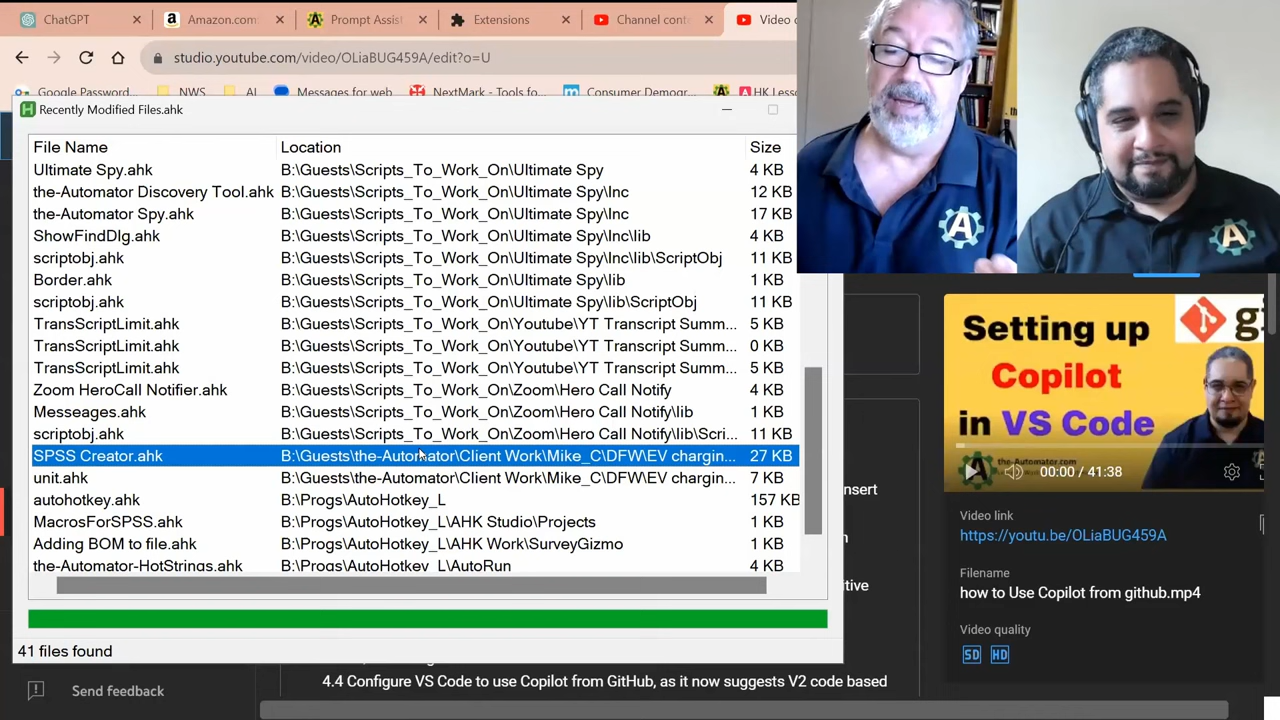 ChatGPT
Amazon.com
Prompt Assist
Extensions
Channel cont
Video
studio.youtube.com/video/OLiaBUG459A/edit?o=U
Google Password...
NWS
AI
Messages for web
NextMark - Tools fo...
Consumer Demogr...
Recently Modified Files.ahk
File Name Location Size
Ultimate Spy.ahk B:\Guests\Scripts_To_Work_On\Ultimate Spy 4 KB
the-Automator Discovery Tool.ahk B:\Guests\Scripts_To_Work_On\Ultimate Spy\Inc 12 KB
the-Automator Spy.ahk B:\Guests\Scripts_To_Work_On\Ultimate Spy\Inc 17 KB
ShowFindDlg.ahk B:\Guests\Scripts_To_Work_On\Ultimate Spy\Inc\lib 4 KB
scriptobj.ahk B:\Guests\Scripts_To_Work_On\Ultimate Spy\Inc\lib\ScriptObj 11 KB
Border.ahk B:\Guests\Scripts_To_Work_On\Ultimate Spy\lib 1 KB
scriptobj.ahk B:\Guests\Scripts_To_Work_On\Ultimate Spy\lib\ScriptObj 11 KB
TransScriptLimit.ahk B:\Guests\Scripts_To_Work_On\Youtube\YT Transcript Summ... 5 KB
TransScriptLimit.ahk B:\Guests\Scripts_To_Work_On\Youtube\YT Transcript Summ... 0 KB
TransScriptLimit.ahk B:\Guests\Scripts_To_Work_On\Youtube\YT Transcript Summ... 5 KB
Zoom HeroCall Notifier.ahk B:\Guests\Scripts_To_Work_On\Zoom\Hero Call Notify 4 KB
Messeages.ahk B:\Guests\Scripts_To_Work_On\Zoom\Hero Call Notify\lib 1 KB
scriptobj.ahk B:\Guests\Scripts_To_Work_On\Zoom\Hero Call Notify\lib\Scri... 11 KB
SPSS Creator.ahk B:\Guests\the-Automator\Client Work\Mike_C\DFW\EV chargin... 27 KB
unit.ahk B:\Guests\the-Automator\Client Work\Mike_C\DFW\EV chargin... 7 KB
autohotkey.ahk B:\Progs\AutoHotkey_L 157 KB
MacrosForSPSS.ahk B:\Progs\AutoHotkey_L\AHK Studio\Projects 1 KB
Adding BOM to file.ahk B:\Progs\AutoHotkey_L\AHK Work\SurveyGizmo 1 KB
the-Automator-HotStrings.ahk B:\Progs\AutoHotkey_L\AutoRun 4 KB
41 files found
Send feedback
4.4 Configure VS Code to use Copilot from GitHub, as it now suggests V2 code based
Setting up
Copilot
in VS Code
the-Automator.com
00:00 / 41:38
Video link
https://youtu.be/OLiaBUG459A
Filename
how to Use Copilot from github.mp4
Video quality
SD HD